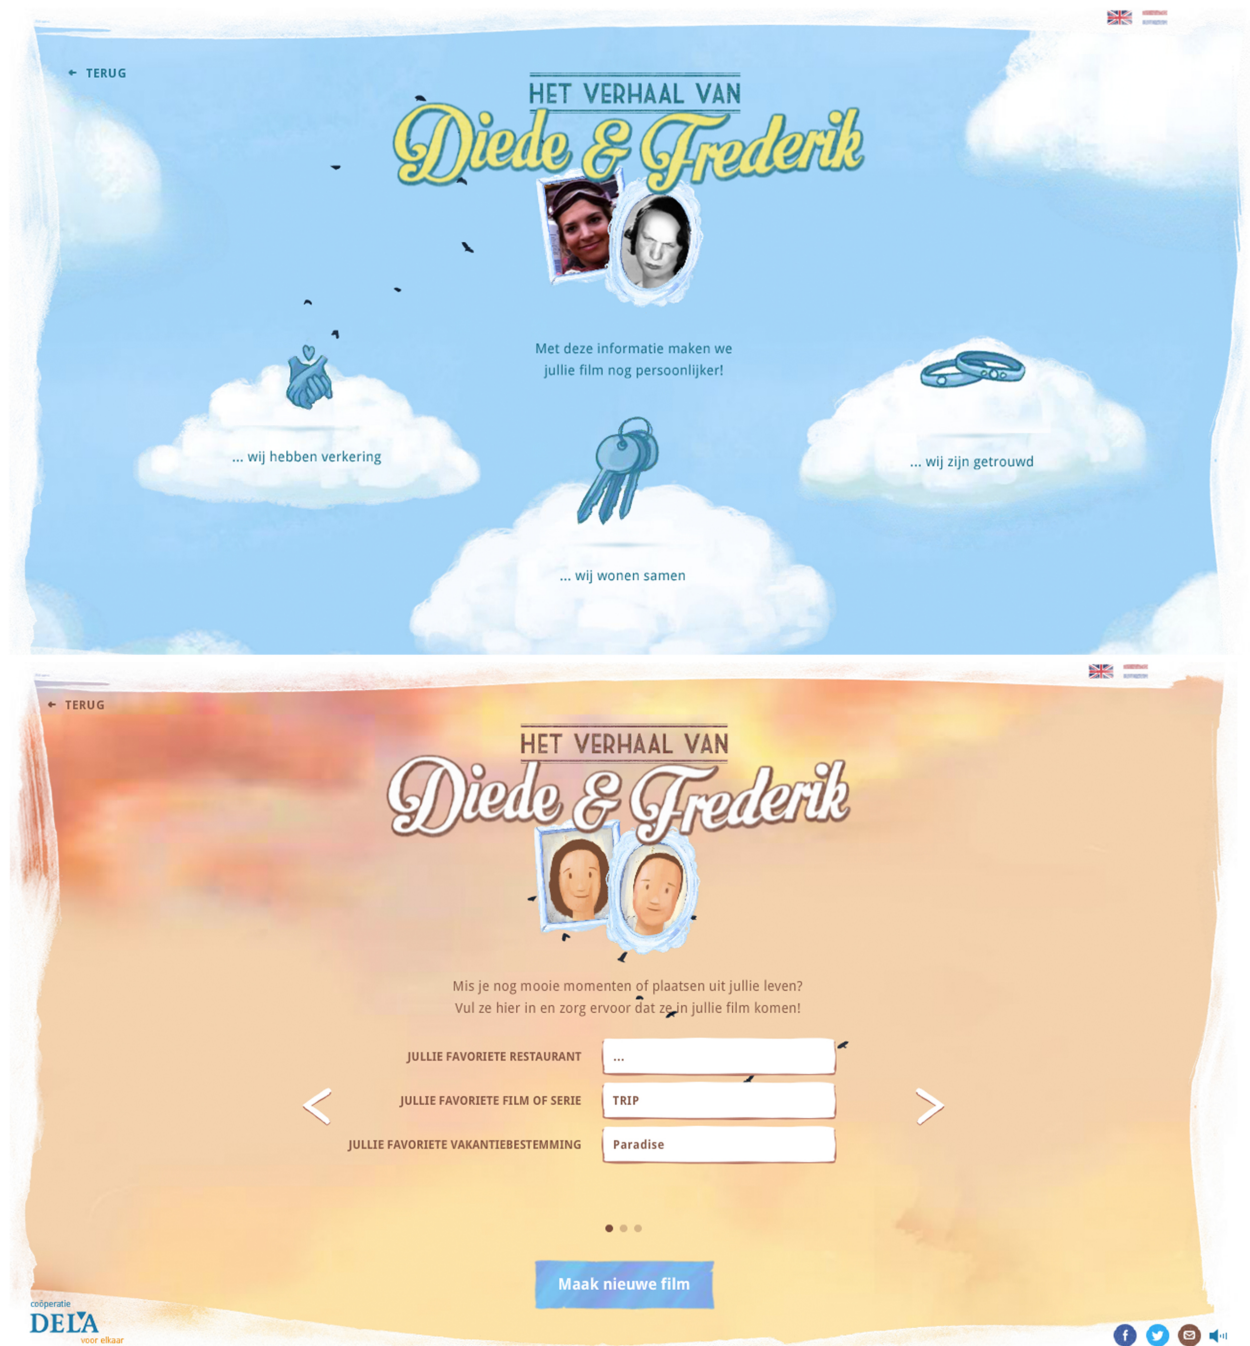 TERUG
HET VERHAAL VAN
Diede & Frederik
Met deze informatie maken we
jullie film nog persoonlijker!
... wij hebben verkering
... wij zijn getrouwd
... wij wonen samen
TERUG
HET VERHAAL VAN
Diede & Frederik
Mis je nog mooie momenten of plaatsen uit jullie leven?
Vul ze hier in en zorg ervoor dat ze in jullie film komen!
JULLIE FAVORIETE RESTAURANT ...
JULLIE FAVORIETE FILM OF SERIE TRIP
JULLIE FAVORIETE VAKANTIEBESTEMMING Paradise
Maak nieuwe film
coöperatie
DELA
voor elkaar